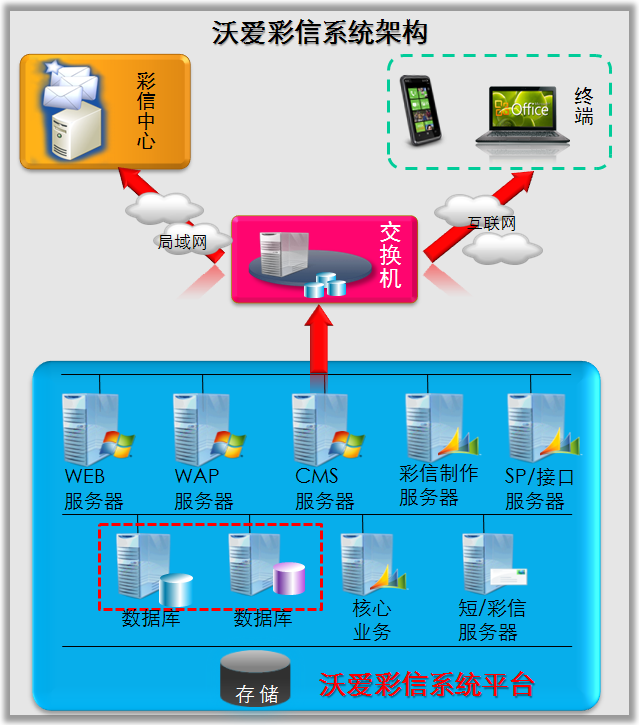 沃爱彩信系统架构
彩信中心
终端
Office
局域网
互联网
交换机
WEB
服务器
WAP
服务器
CMS
服务器
彩信制作
服务器
SP/接口
服务器
数据库
数据库
核心
业务
短/彩信
服务器
存储
沃爱彩信系统平台